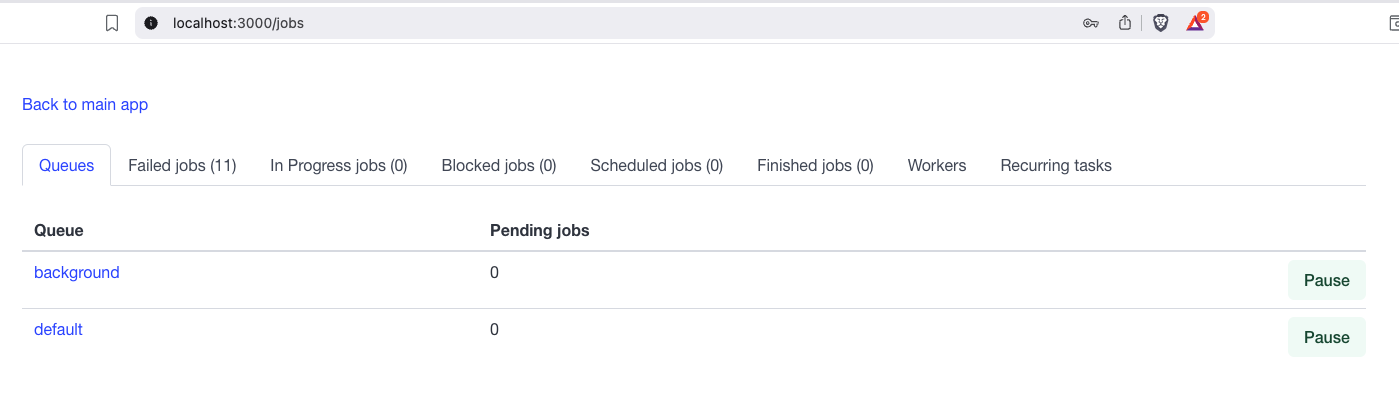 localhost:3000/jobs
2
Back to main app
Queues Failed jobs (11) In Progress jobs (0) Blocked jobs (0) Scheduled jobs (0) Finished jobs (0) Workers Recurring tasks
Queue Pending jobs
background 0 Pause
default 0 Pause